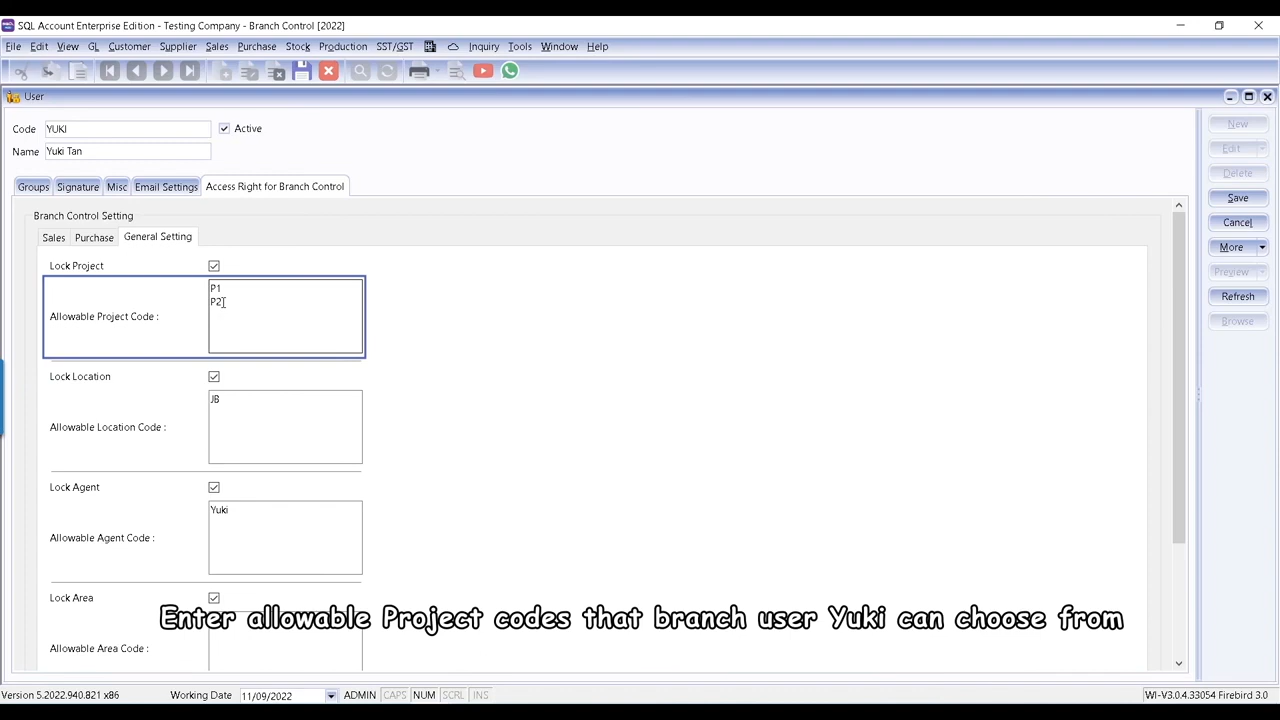 SQL Account Enterprise Edition - Testing Company - Branch Control [2022]
File Edit View GL Customer Supplier Sales Purchase Stock Production SST/GST Inquiry Tools Window Help
User
Code YUKI Active
Name Yuki Tan
Groups Signature Misc Email Settings Access Right for Branch Control
Branch Control Setting
Sales Purchase General Setting
Lock Project
Allowable Project Code :
P1
P2
Lock Location
Allowable Location Code :
JB
Lock Agent
Allowable Agent Code :
Yuki
Lock Area
Allowable Area Code :
New
Edit
Delete
Save
Cancel
More
Preview
Refresh
Browse
Enter allowable Project codes that branch user Yuki can choose from
Version 5.2022.940.821 x86 Working Date 11/09/2022 ADMIN CAPS NUM SCRL INS WI-V3.0.4.33054 Firebird 3.0